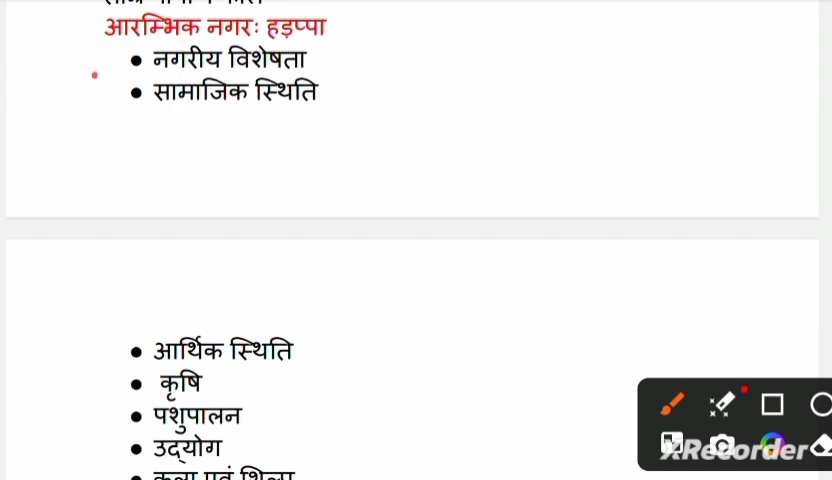 आरम्भिक नगरः हड़प्पा
● नगरीय विशेषता
● सामाजिक स्थिति
● आर्थिक स्थिति
● कृषि
● पशुपालन
● उद्योग
XRecorder